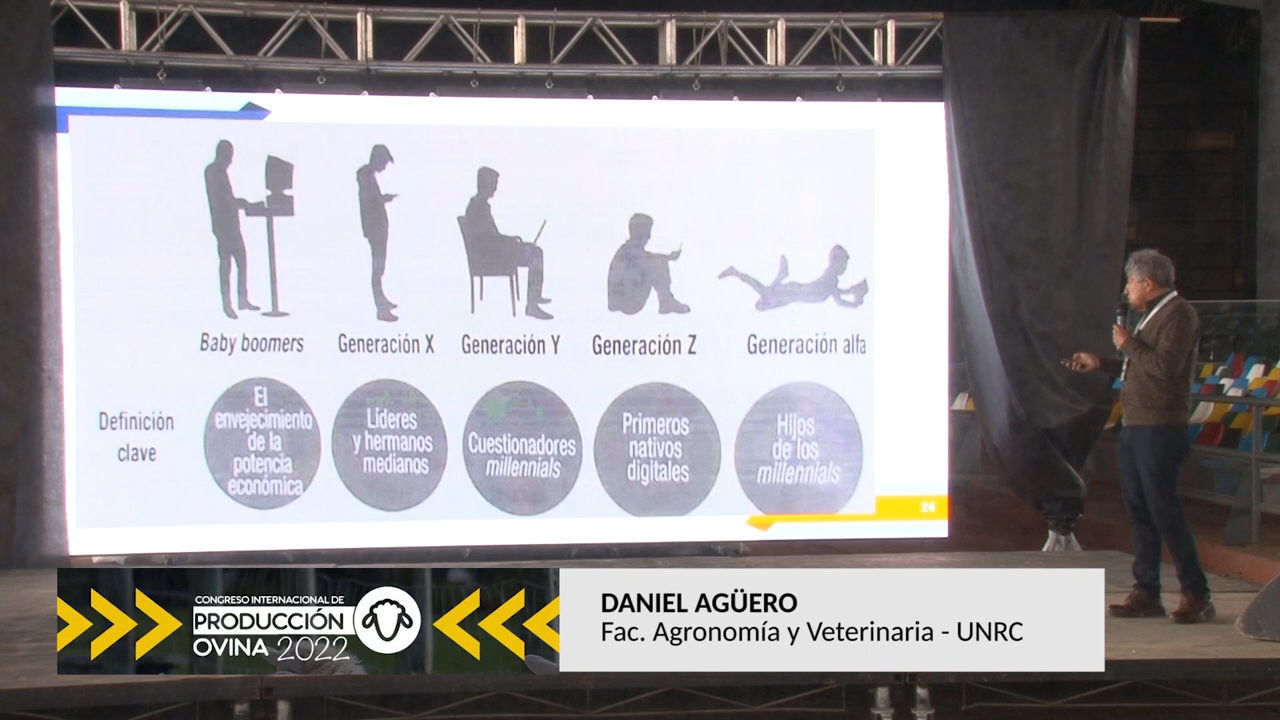 Baby boomers
Generación X
Generación Y
Generación Z
Generación alfa
Definición
clave
El
envejecimiento
de la
potencia
económica
Líderes
y hermanos
medianos
Cuestionadores
millennials
Primeros
nativos
digitales
Hijos
de los
millennials
24
CONGRESO INTERNACIONAL DE
PRODUCCIÓN
OVINA 2022
DANIEL AGÜERO
Fac. Agronomía y Veterinaria - UNRC